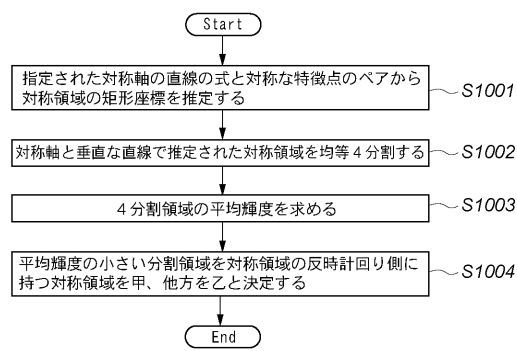 Start
指定された対称軸の直線の式と対称な特徴点のペアから
対称領域の矩形座標を推定する
S1001
対称軸と垂直な直線で推定された対称領域を均等4分割する
S1002
4分割領域の平均輝度を求める
S1003
平均輝度の小さい分割領域を対称領域の反時計回り側に
持つ対称領域を甲、他方を乙と決定する
S1004
End